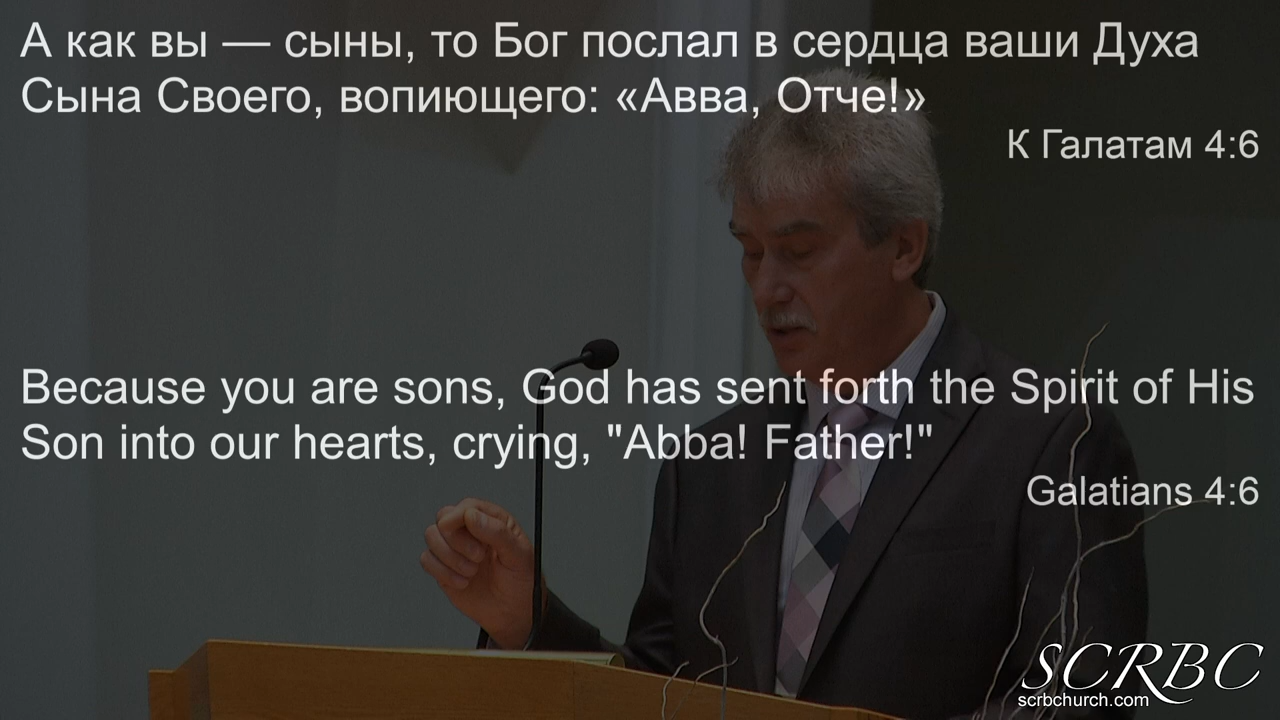 А как вы — сыны, то Бог послал в сердца ваши Духа
Сына Своего, вопиющего: «Авва, Отче!»
К Галатам 4:6
Because you are sons, God has sent forth the Spirit of His
Son into our hearts, crying, "Abba! Father!"
Galatians 4:6
SCRBC
scrbchurch.com